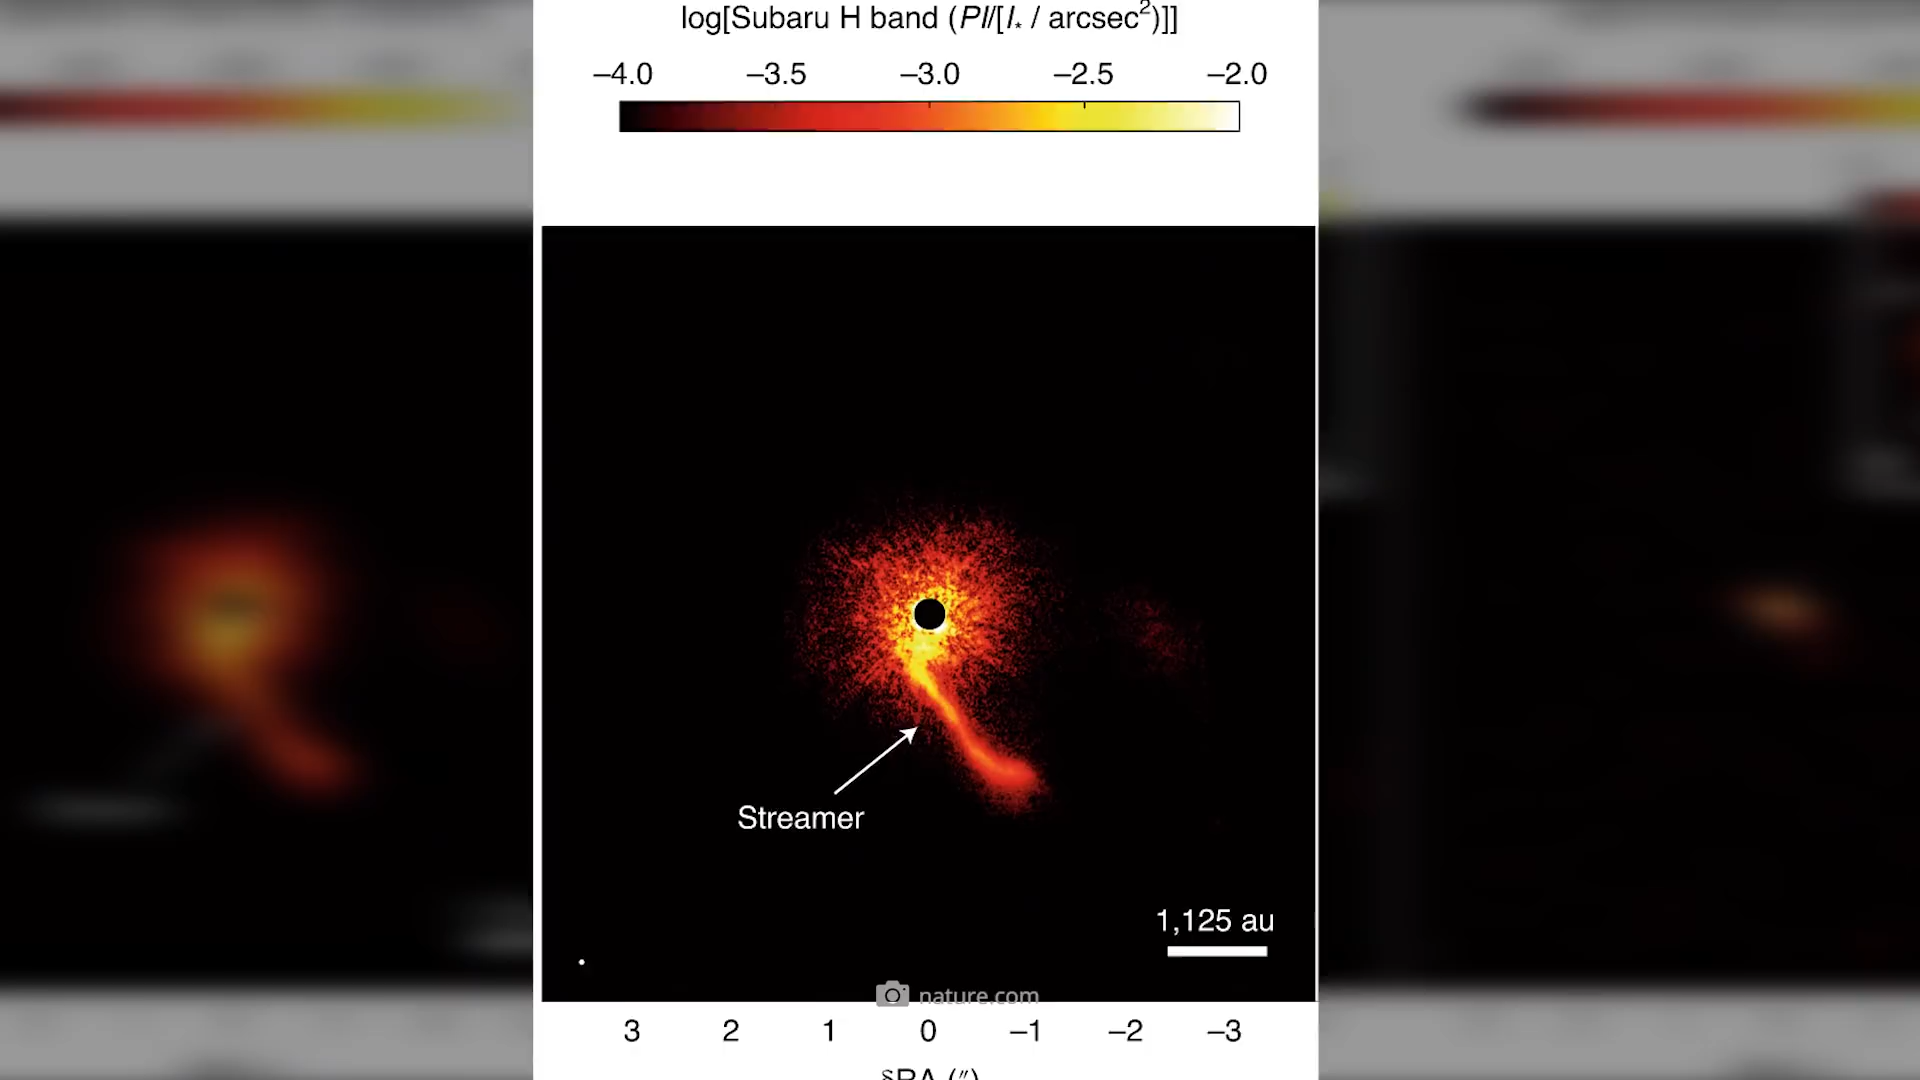 log[Subaru H band (PI/[I* / arcsec²)]]
–4.0 –3.5 –3.0 –2.5 –2.0
Streamer
1,125 au
nature.com
3 2 1 0 –1 –2 –3
δRA (″)